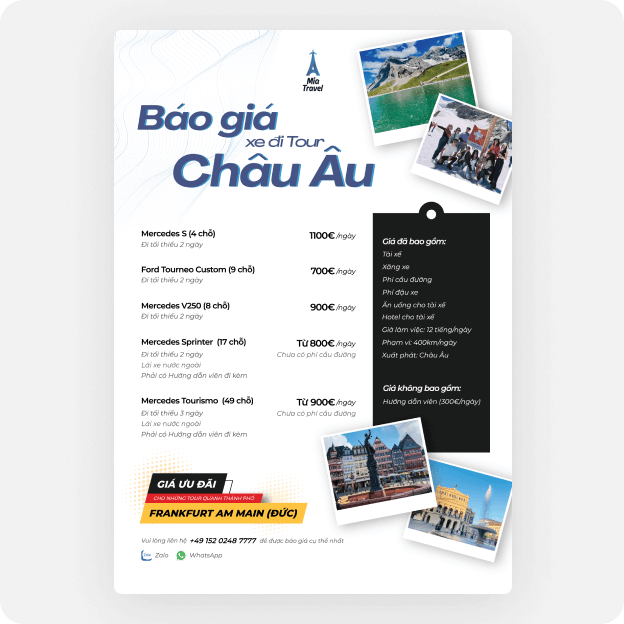 Mia
Travel
Báo giá
xe đi Tour
Châu Âu
Mercedes S (4 chỗ)
1100€/ngày
Đi tối thiểu 2 ngày
Ford Tourneo Custom (9 chỗ)
700€/ngày
Đi tối thiểu 2 ngày
Mercedes V250 (8 chỗ)
900€/ngày
Đi tối thiểu 2 ngày
Mercedes Sprinter (17 chỗ)
Từ 800€/ngày
Đi tối thiểu 2 ngày
Chưa có phí cầu đường
Lái xe nước ngoài
Phải có Hướng dẫn viên đi kèm
Mercedes Tourismo (49 chỗ)
Từ 900€/ngày
Đi tối thiểu 3 ngày
Chưa có phí cầu đường
Lái xe nước ngoài
Phải có Hướng dẫn viên đi kèm
Giá đã bao gồm:
Tài xế
Xăng xe
Phí cầu đường
Phí đậu xe
Ăn uống cho tài xế
Hotel cho tài xế
Giờ làm việc: 12 tiếng/ngày
Phạm vi: 400km/ngày
Xuất phát: Châu Âu
Giá không bao gồm:
Hướng dẫn viên (300€/ngày)
GIÁ ƯU ĐÃI
CHO NHỮNG TOUR QUANH THÀNH PHỐ
FRANKFURT AM MAIN (ĐỨC)
Vui lòng liên hệ +49 152 0248 7777 để được báo giá cụ thể nhất
Zalo WhatsApp